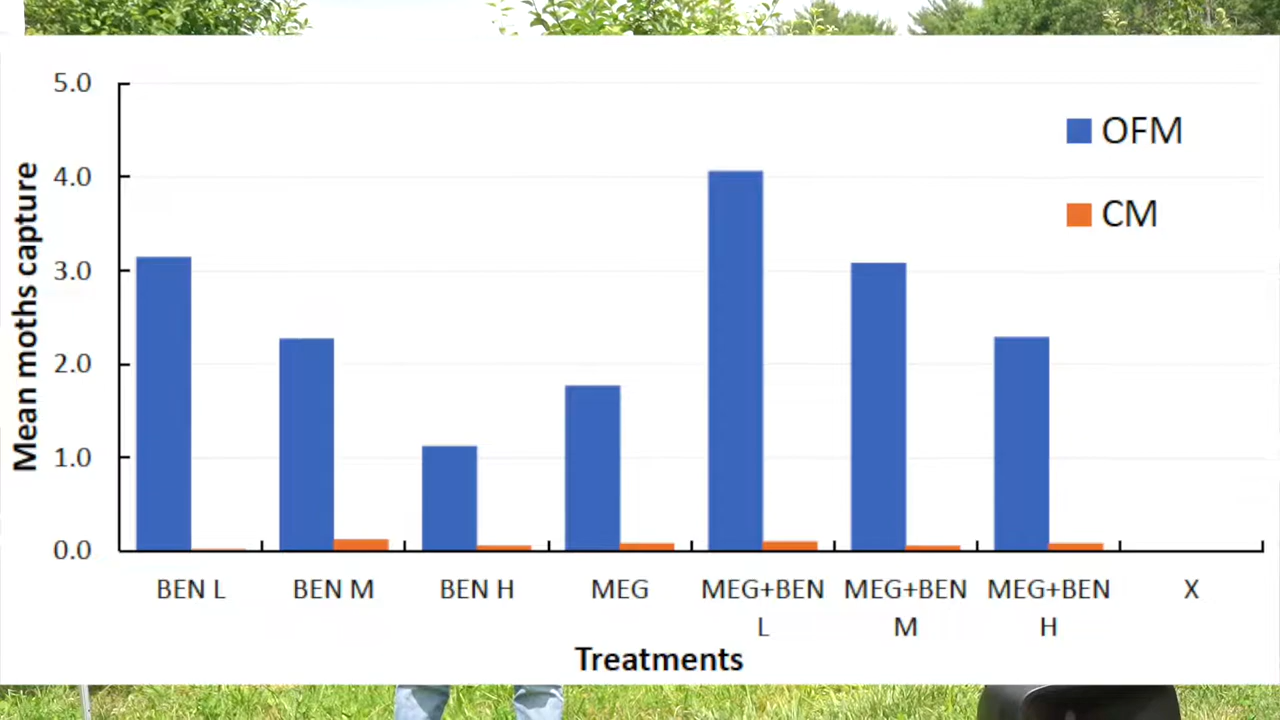 5.0
4.0
3.0
2.0
1.0
0.0
Mean moths capture
OFM
CM
BEN L
BEN M
BEN H
MEG
MEG+BEN
L
MEG+BEN
M
MEG+BEN
H
X
Treatments